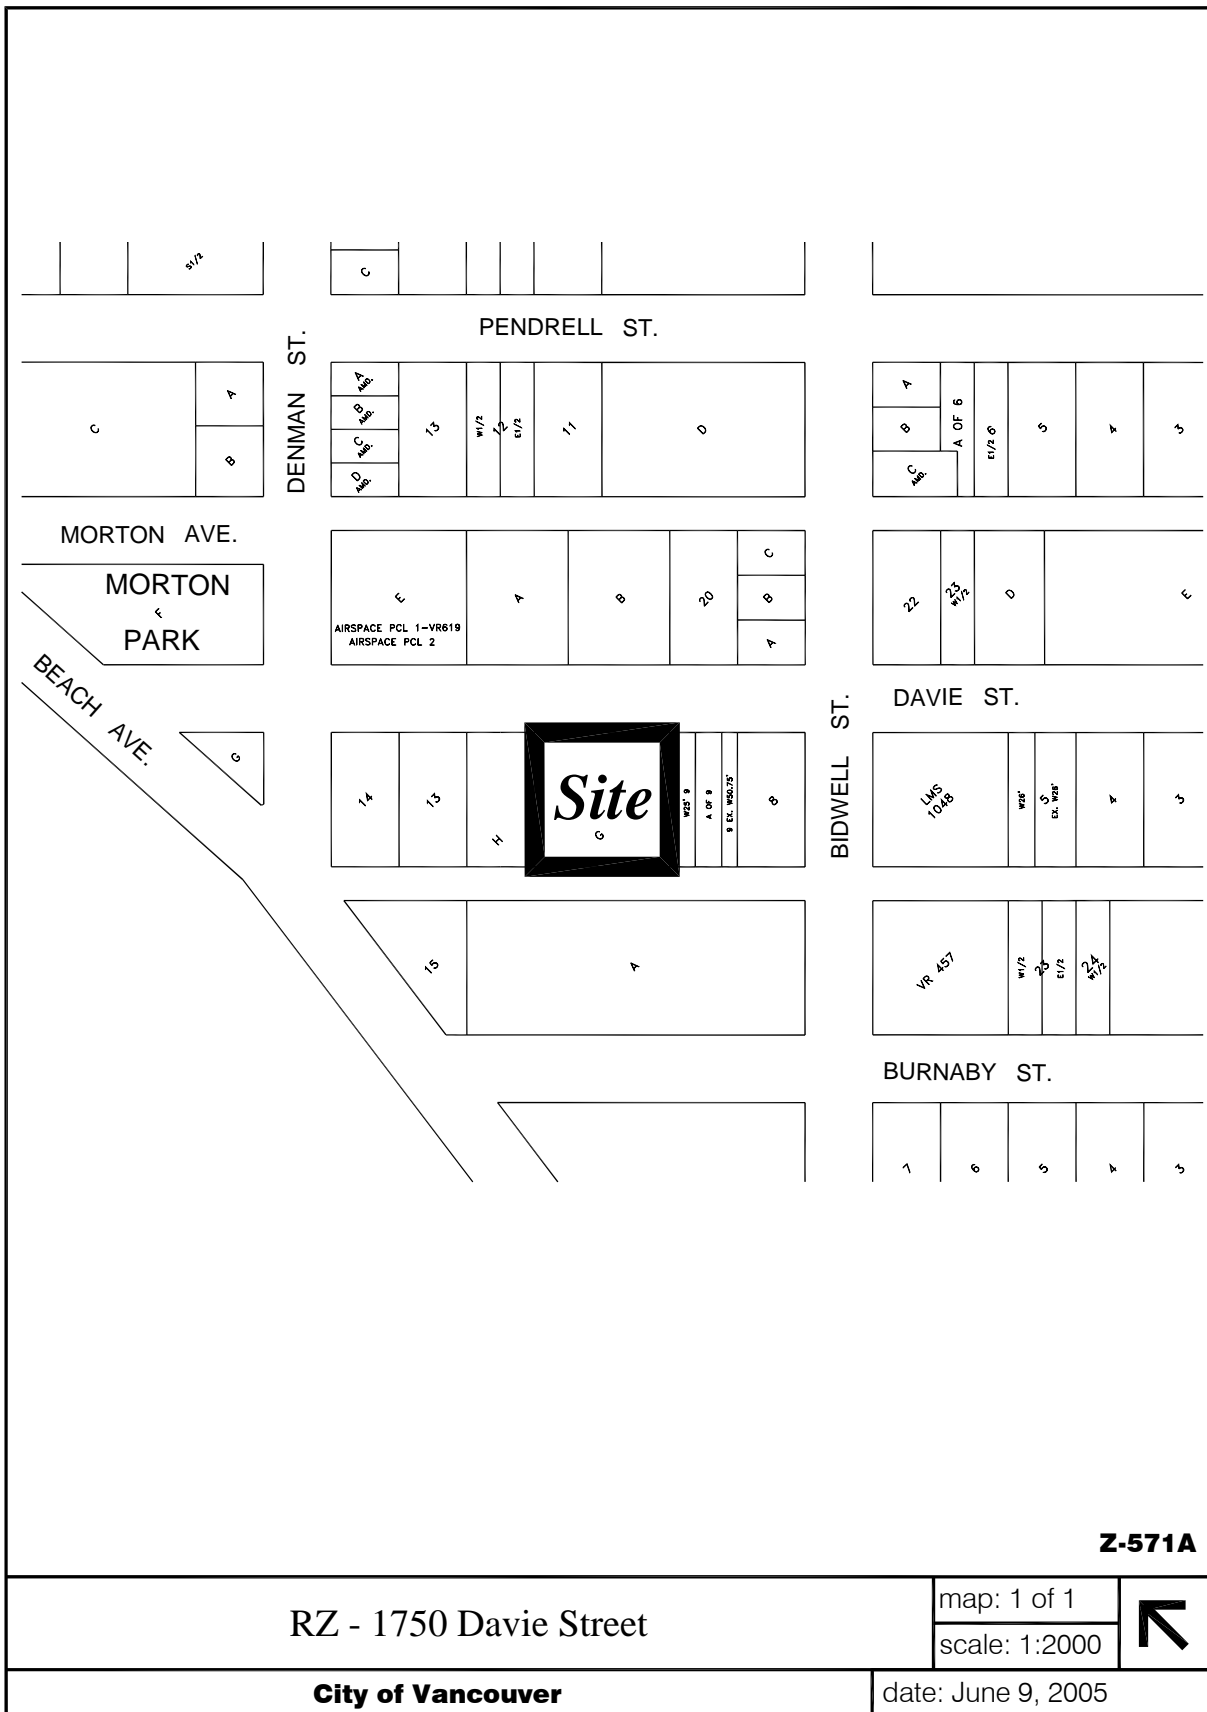 S1/2
C
PENDRELL ST.
DENMAN ST.
C
A
B
A AMD.
B AMD.
C AMD.
D AMD.
13
W1/2
12
E1/2
11
D
A
B
C AMD.
A OF 6
E1/2 6
5
4
3
MORTON AVE.
MORTON
F
PARK
E
AIRSPACE PCL 1-VR619
AIRSPACE PCL 2
A
B
20
C
B
A
22
23
W1/2
D
E
BEACH AVE.
DAVIE ST.
BIDWELL ST.
G
14
13
H
Site
G
W25' 9
A OF 9
9 EX. W50.75'
8
LMS
1048
W26'
5
EX. W26'
4
3
15
A
VR 457
W1/2
23
E1/2
24
W1/2
BURNABY ST.
7
6
5
4
3
Z-571A
RZ - 1750 Davie Street
map: 1 of 1
scale: 1:2000
City of Vancouver
date: June 9, 2005